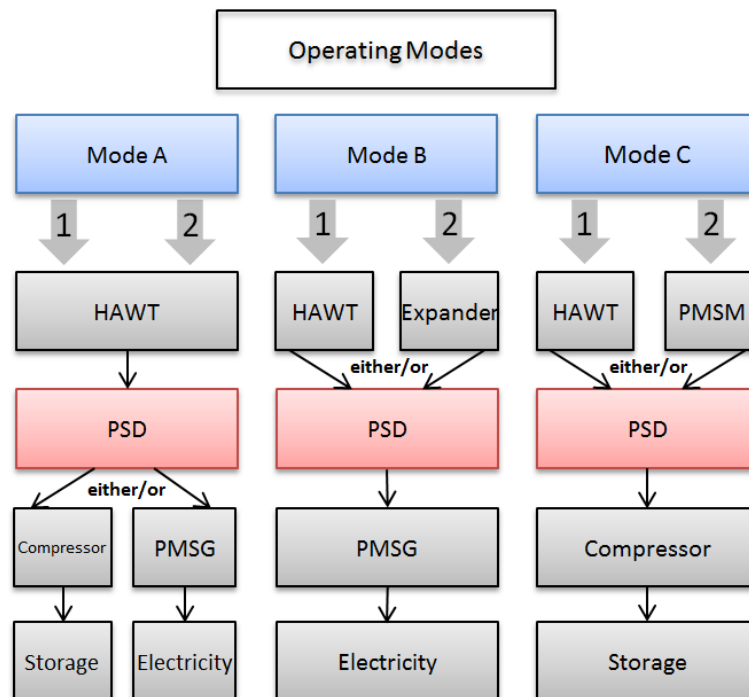 Operating Modes
Mode A Mode B Mode C
1 2 1 2 1 2
HAWT HAWT Expander HAWT PMSM
either/or either/or
PSD PSD PSD
either/or
Compressor PMSG PMSG Compressor
Storage Electricity Electricity Storage